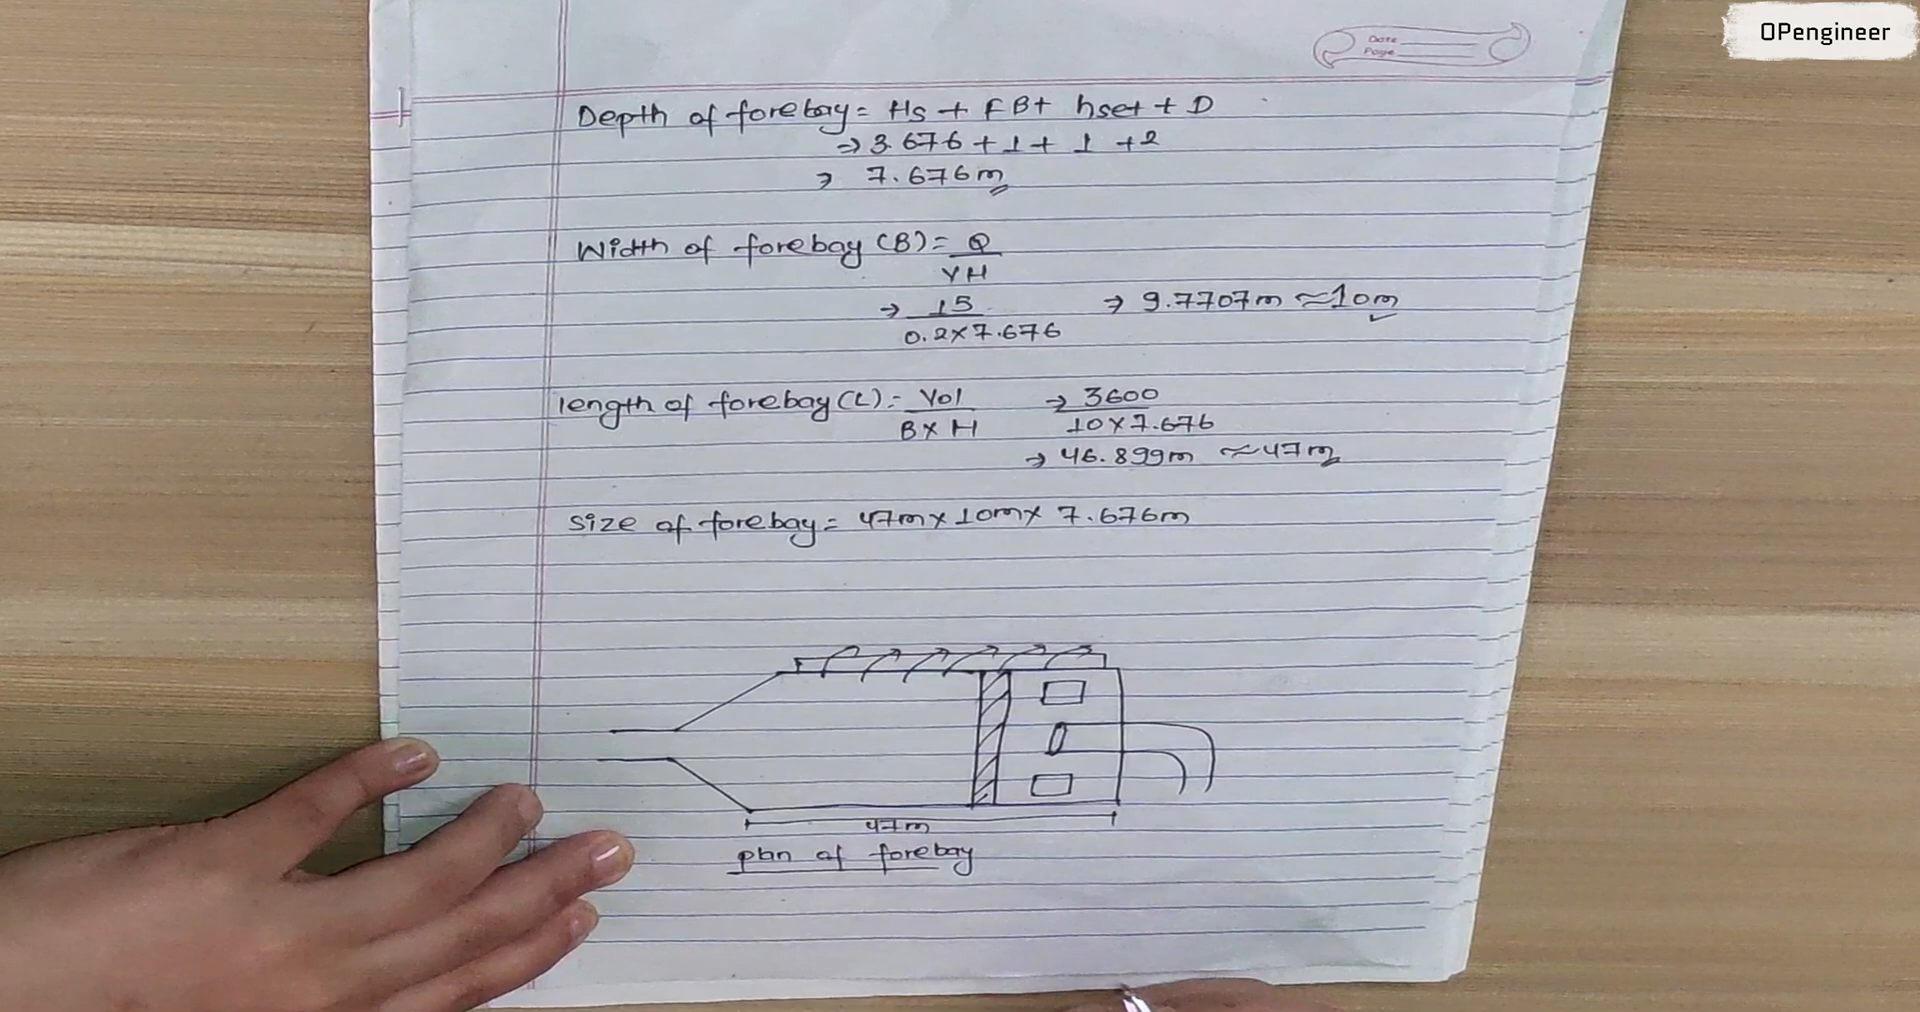 OPengineer
Date
Page
Depth of forebay = Hs + FB + hset + D
→ 3.676 + 1 + 1 + 2
→ 7.676m
Width of forebay (B) = Q
VH
→ 15 → 9.7707m ≈ 10m
0.2×7.676
length of forebay (L) = Vol → 3600
B×H 10×7.676
→ 46.899m ≈ 47m
Size of forebay = 47m × 10m × 7.676m
47m
plan of forebay